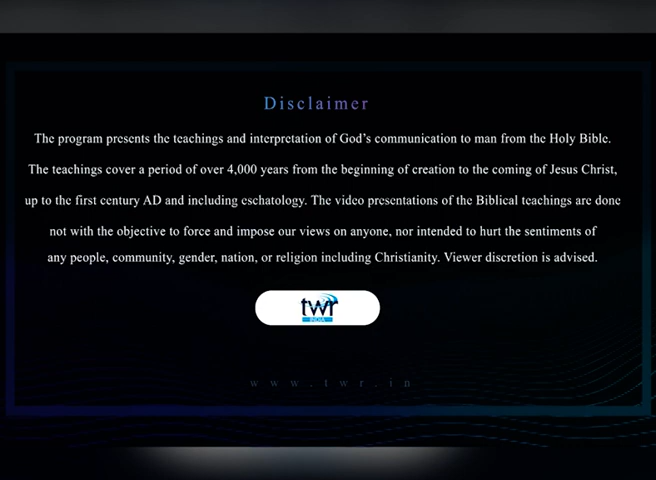 Disclaimer
The program presents the teachings and interpretation of God's communication to man from the Holy Bible.
The teachings cover a period of over 4,000 years from the beginning of creation to the coming of Jesus Christ,
up to the first century AD and including eschatology. The video presentations of the Biblical teachings are done
not with the objective to force and impose our views on anyone, nor intended to hurt the sentiments of
any people, community, gender, nation, or religion including Christianity. Viewer discretion is advised.
twr
INDIA
www.twr.in